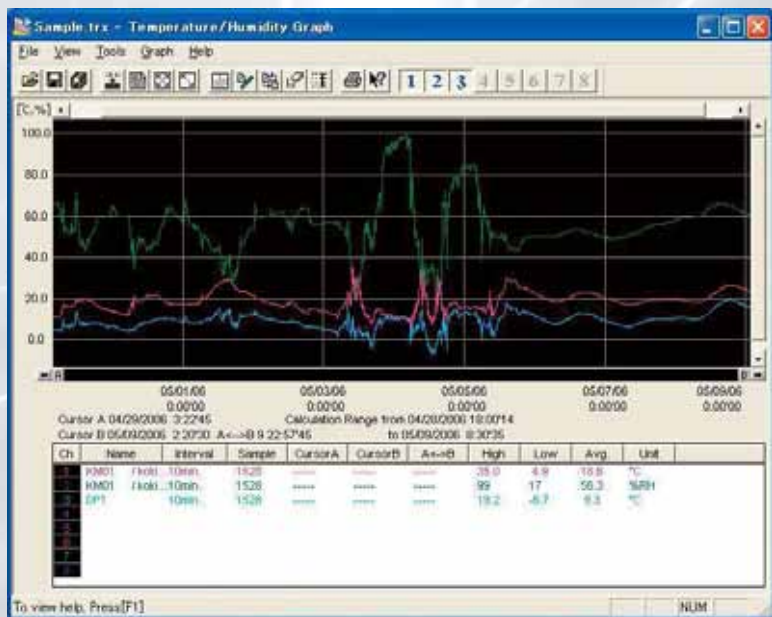 Sample.trx - Temperature/Humidity Graph
File View Tools Graph Help
1 2 3 4 5 6 7 8
[°C,%]
100.0
80.0
60.0
40.0
20.0
0.0
05/01/06 05/03/06 05/05/06 05/07/06 05/09/06
0:00'00 0:00'00 0:00'00 0:00'00 0:00'00
Cursor A 04/29/2006 3:22'45 Calculation Range from 04/28/2006 18:00'14
Cursor B 05/09/2006 2:20'30 A<-->B 9 22:57'45 to 05/09/2006 8:30'35
Ch Name Interval Sample CursorA CursorB A<->B High Low Avg Unit
KM01 10min. 1528 ----- ----- ----- 35.0 18.8 °C
KM01 10min. 1528 ----- ----- ----- 99 17 56.3 %RH
DP1 10min. 1528 ----- ----- ----- 19.2 °C
To view help, Press[F1] NUM